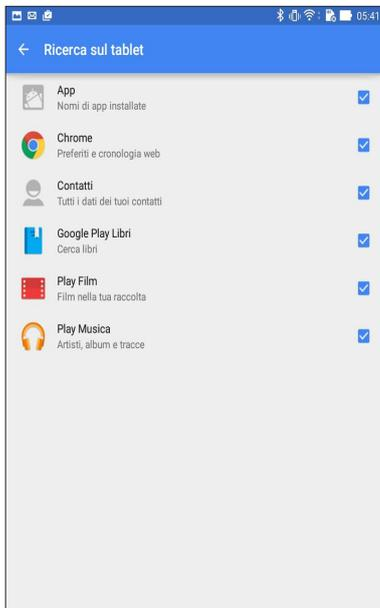 05:41
Ricerca sul tablet
App
Nomi di app installate
Chrome
Preferiti e cronologia web
Contatti
Tutti i dati dei tuoi contatti
Google Play Libri
Cerca libri
Play Film
Film nella tua raccolta
Play Musica
Artisti, album e tracce